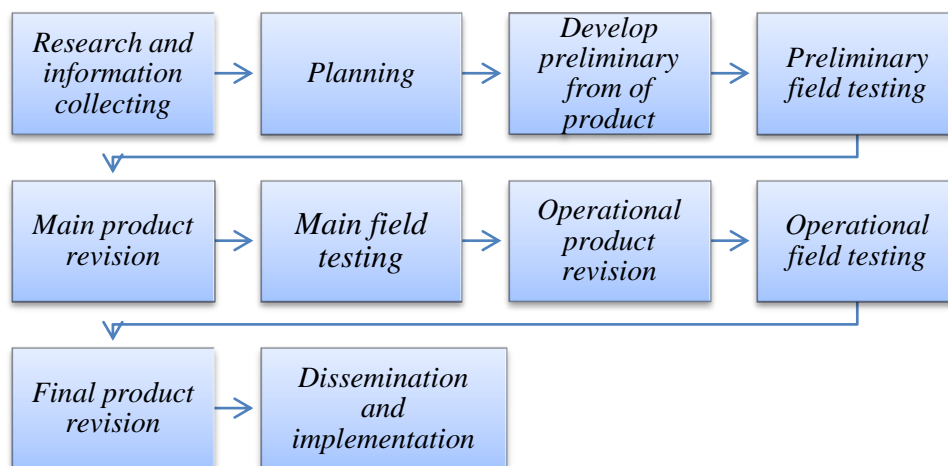 Research and
information
collecting
Planning
Develop
preliminary
from of
product
Preliminary
field testing
Main product
revision
Main field
testing
Operational
product
revision
Operational
field testing
Final product
revision
Dissemination
and
implementation